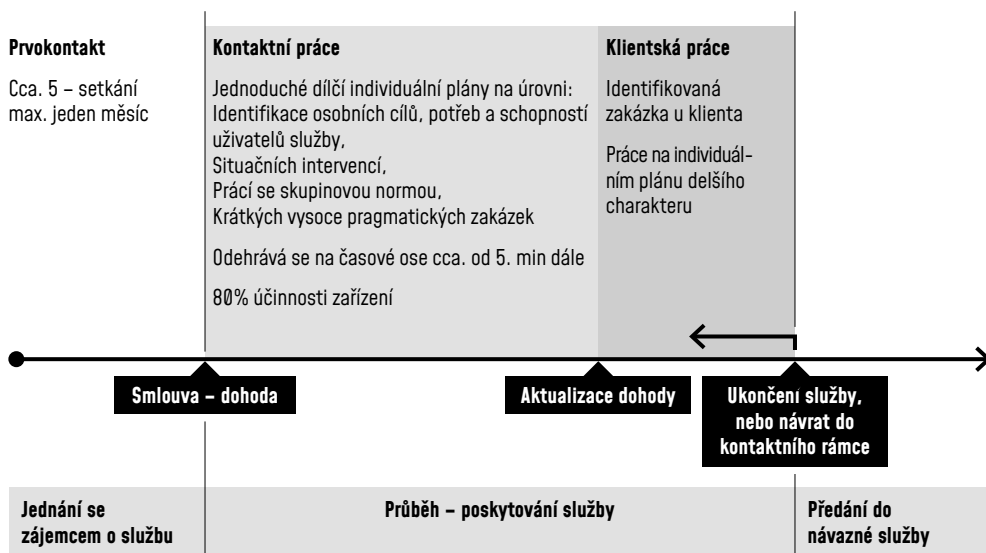 Prvokontakt
Cca. 5 – setkání
max. jeden měsíc
Kontaktní práce
Jednoduché dílčí individuální plány na úrovni:
Identifikace osobních cílů, potřeb a schopností
uživatelů služby,
Situačních intervencí,
Prácí se skupinovou normou,
Krátkých vysoce pragmatických zakázek
Odehrává se na časové ose cca. od 5. min dále
80% účinnosti zařízení
Klientská práce
Identifikovaná
zakázka u klienta
Práce na individuál-
ním plánu delšího
charakteru
Smlouva – dohoda
Aktualizace dohody
Ukončení služby,
nebo návrat do
kontaktního rámce
Jednání se
zájemcem o službu
Průběh – poskytování služby
Předání do
návazné služby